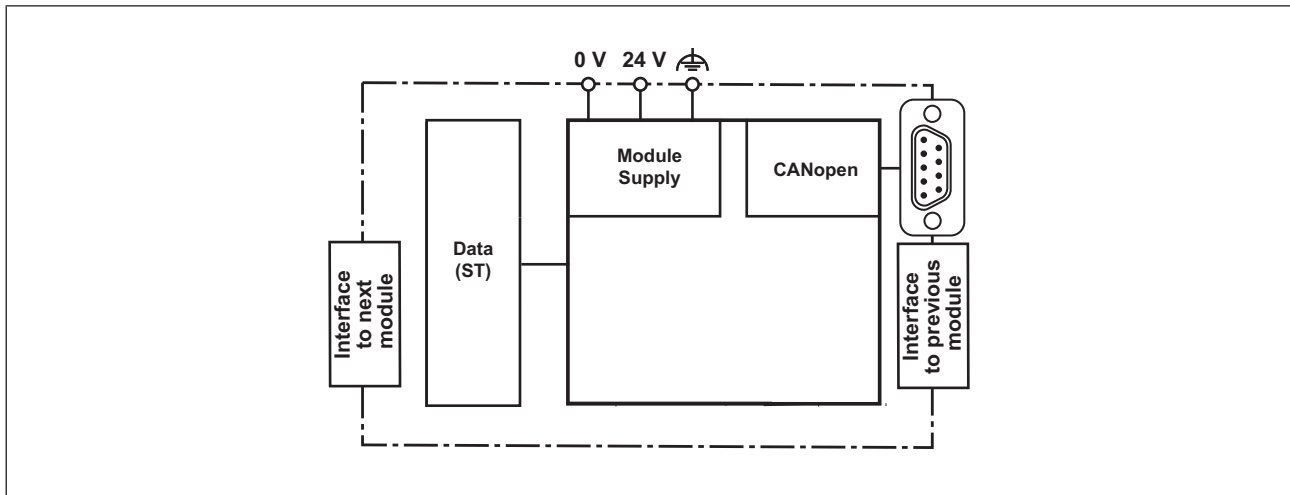 0 V 24 V
Module
Supply
CANopen
Data
(ST)
Interface
to next
module
Interface
to previous
module